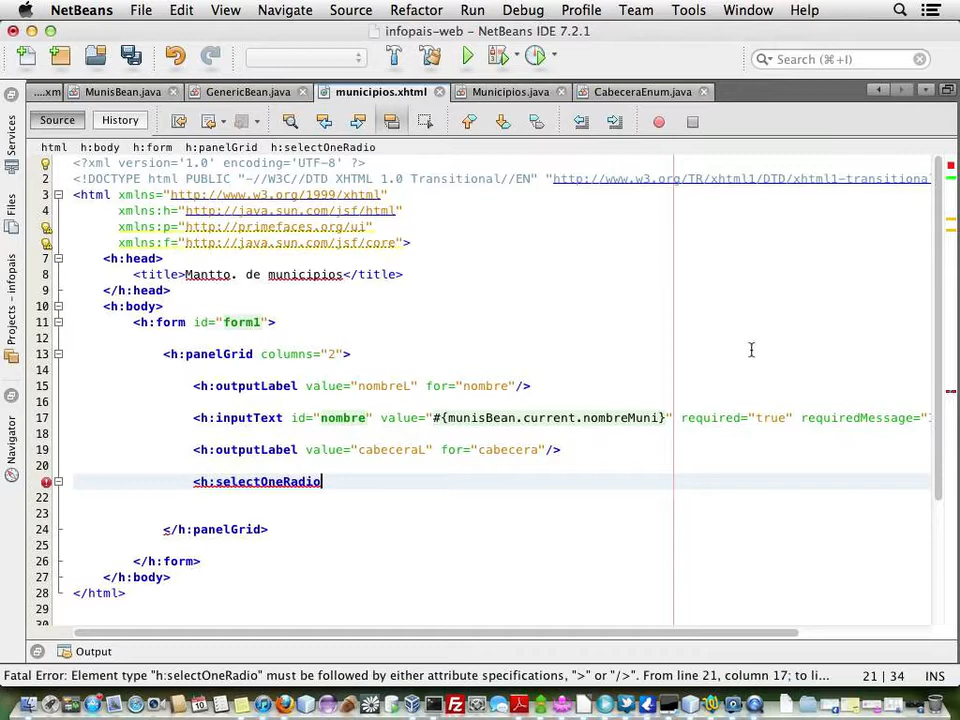 NetBeans File Edit View Navigate Source Refactor Run Debug Profile Team Tools Window Help
infopais-web - NetBeans IDE 7.2.1
Search (⌘+I)
....xm MunisBean.java GenericBean.java municipios.xhtml Municipios.java CabeceraEnum.java
Source History
html h:body h:form h:panelGrid h:selectOneRadio
Services
Files
Projects - infopais
Navigator
1 <?xml version='1.0' encoding='UTF-8' ?>
2 <!DOCTYPE html PUBLIC "-//W3C//DTD XHTML 1.0 Transitional//EN" "http://www.w3.org/TR/xhtml1/DTD/xhtml1-transitional
3 <html xmlns="http://www.w3.org/1999/xhtml"
4 xmlns:h="http://java.sun.com/jsf/html"
xmlns:p="http://primefaces.org/ui"
xmlns:f="http://java.sun.com/jsf/core">
7 <h:head>
8 <title>Mantto. de municipios</title>
9 </h:head>
10 <h:body>
11 <h:form id="form1">
12
13 <h:panelGrid columns="2">
14
15 <h:outputLabel value="nombreL" for="nombre"/>
16
17 <h:inputText id="nombre" value="#{munisBean.current.nombreMuni}" required="true" requiredMessage="
18
19 <h:outputLabel value="cabeceraL" for="cabecera"/>
20
<h:selectOneRadio
22
23
24 </h:panelGrid>
25
26 </h:form>
27 </h:body>
28 </html>
29
30
Output
Fatal Error: Element type "h:selectOneRadio" must be followed by either attribute specifications, ">" or "/>". From line 21, column 17; to li... 21 | 34 INS